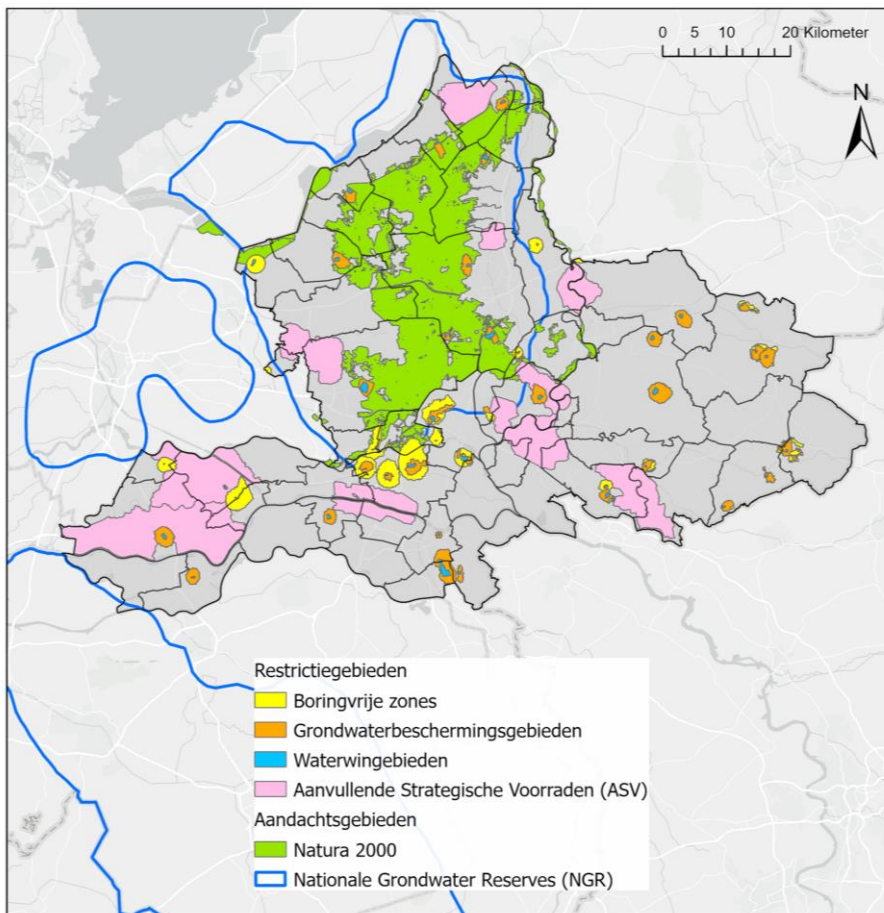 0 5 10 20 Kilometer
N
Restrictiegebieden
Boringvrije zones
Grondwaterbeschermingsgebieden
Waterwingebieden
Aanvullende Strategische Voorraden (ASV)
Aandachtsgebieden
Natura 2000
Nationale Grondwater Reserves (NGR)